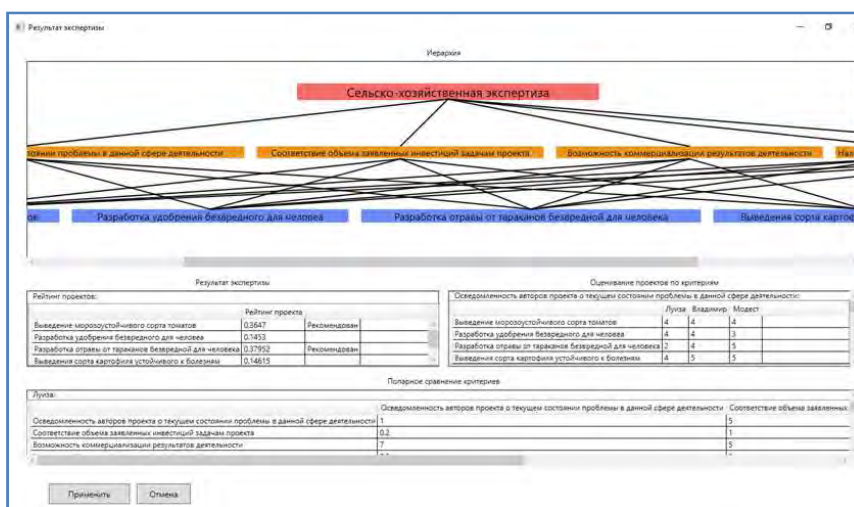 Результат экспертизы
Иерархия
Сельско-хозяйственная экспертиза
стоянии проблемы в данной сфере деятельности Соответствие объема заявленных инвестиций задачам проекта Возможность коммерциализации результатов деятельности Нал
ов Разработка удобрения безвредного для человеа Разработка отравы от тараканов безвредной для человека Выведения сорта картоф
Результат экспертизы
Рейтинг проектов:
Рейтинг проекта
Выведение морозоустойчивого сорта томатов 0.3647 Рекомендован
Разработка удобрения безвредного для человеа 0.1453
Разработка отравы от тараканов безвредной для человека 0.37952 Рекомендован
Выведения сорта картофиля устойчивого к болезням 0.14615
Оценивание проектов по критериям
Осведомленность авторов проекта о текущем состоянии проблемы в данной сфере деятельности:
Луиза Владимир Модест
Выведение морозоустойчивого сорта томатов 4 4 4
Разработка удобрения безвредного для человеа 4 4 3
Разработка отравы от тараканов безвредной для человека 2 4 5
Выведения сорта картофиля устойчивого к болезням 4 5 5
Попарное сравнение критериев
Луиза:
Осведомленность авторов проекта о текущем состоянии проблемы в данной сфере деятельности Соответствие объема заявленных
Осведомленность авторов проекта о текущем состоянии проблемы в данной сфере деятельности 1 5
Соответствие объема заявленных инвестиций задачам проекта 0.2 1
Возможность коммерциализации результатов деятельности 7 5
Применить Отмена